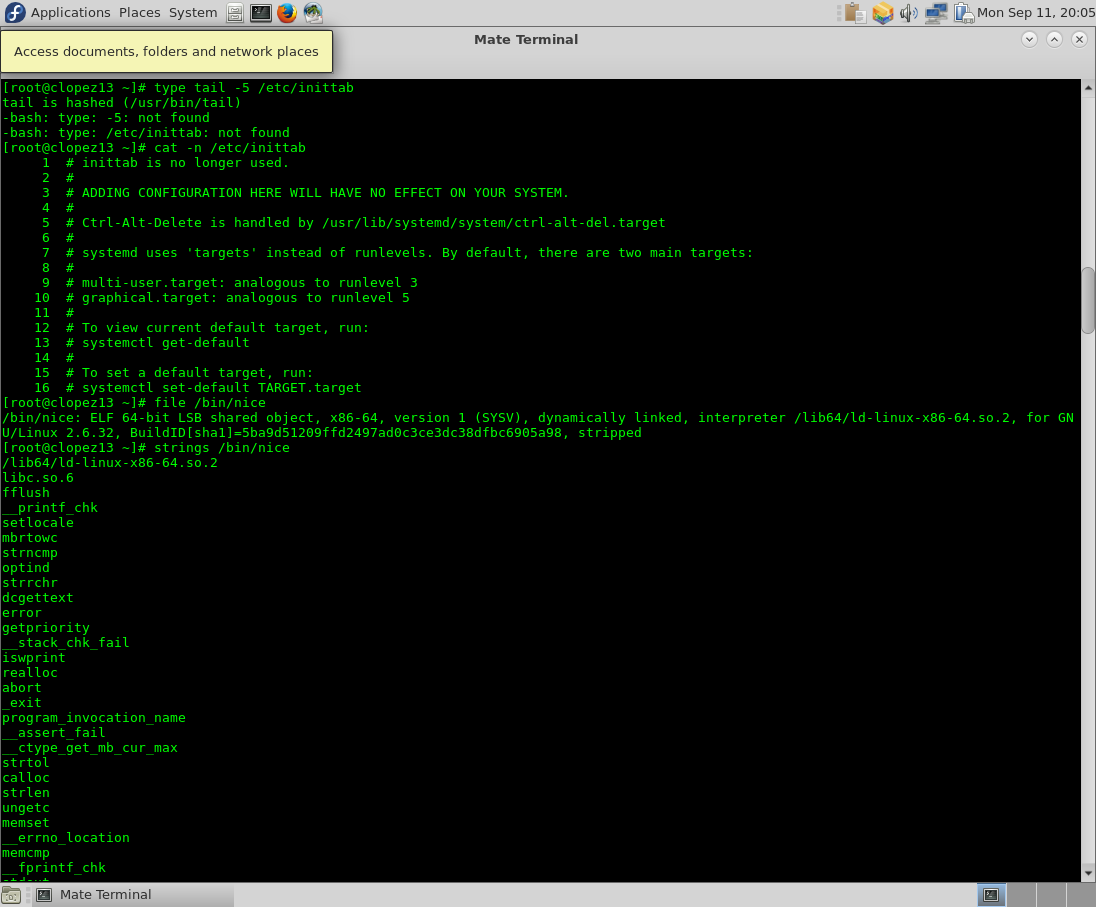 Applications Places System Mon Sep 11, 20:05
Mate Terminal
Access documents, folders and network places
[root@clopez13 ~]# type tail -5 /etc/inittab
tail is hashed (/usr/bin/tail)
-bash: type: -5: not found
-bash: type: /etc/inittab: not found
[root@clopez13 ~]# cat -n /etc/inittab
     1  # inittab is no longer used.
     2  #
     3  # ADDING CONFIGURATION HERE WILL HAVE NO EFFECT ON YOUR SYSTEM.
     4  #
     5  # Ctrl-Alt-Delete is handled by /usr/lib/systemd/system/ctrl-alt-del.target
     6  #
     7  # systemd uses 'targets' instead of runlevels. By default, there are two main targets:
     8  #
     9  # multi-user.target: analogous to runlevel 3
    10  # graphical.target: analogous to runlevel 5
    11  #
    12  # To view current default target, run:
    13  # systemctl get-default
    14  #
    15  # To set a default target, run:
    16  # systemctl set-default TARGET.target
[root@clopez13 ~]# file /bin/nice
/bin/nice: ELF 64-bit LSB shared object, x86-64, version 1 (SYSV), dynamically linked, interpreter /lib64/ld-linux-x86-64.so.2, for GN
U/Linux 2.6.32, BuildID[sha1]=5ba9d51209ffd2497ad0c3ce3dc38dfbc6905a98, stripped
[root@clopez13 ~]# strings /bin/nice
/lib64/ld-linux-x86-64.so.2
libc.so.6
fflush
__printf_chk
setlocale
mbrtowc
strncmp
optind
strrchr
dcgettext
error
getpriority
__stack_chk_fail
iswprint
realloc
abort
_exit
program_invocation_name
__assert_fail
__ctype_get_mb_cur_max
strtol
calloc
strlen
ungetc
memset
__errno_location
memcmp
__fprintf_chk
Mate Terminal